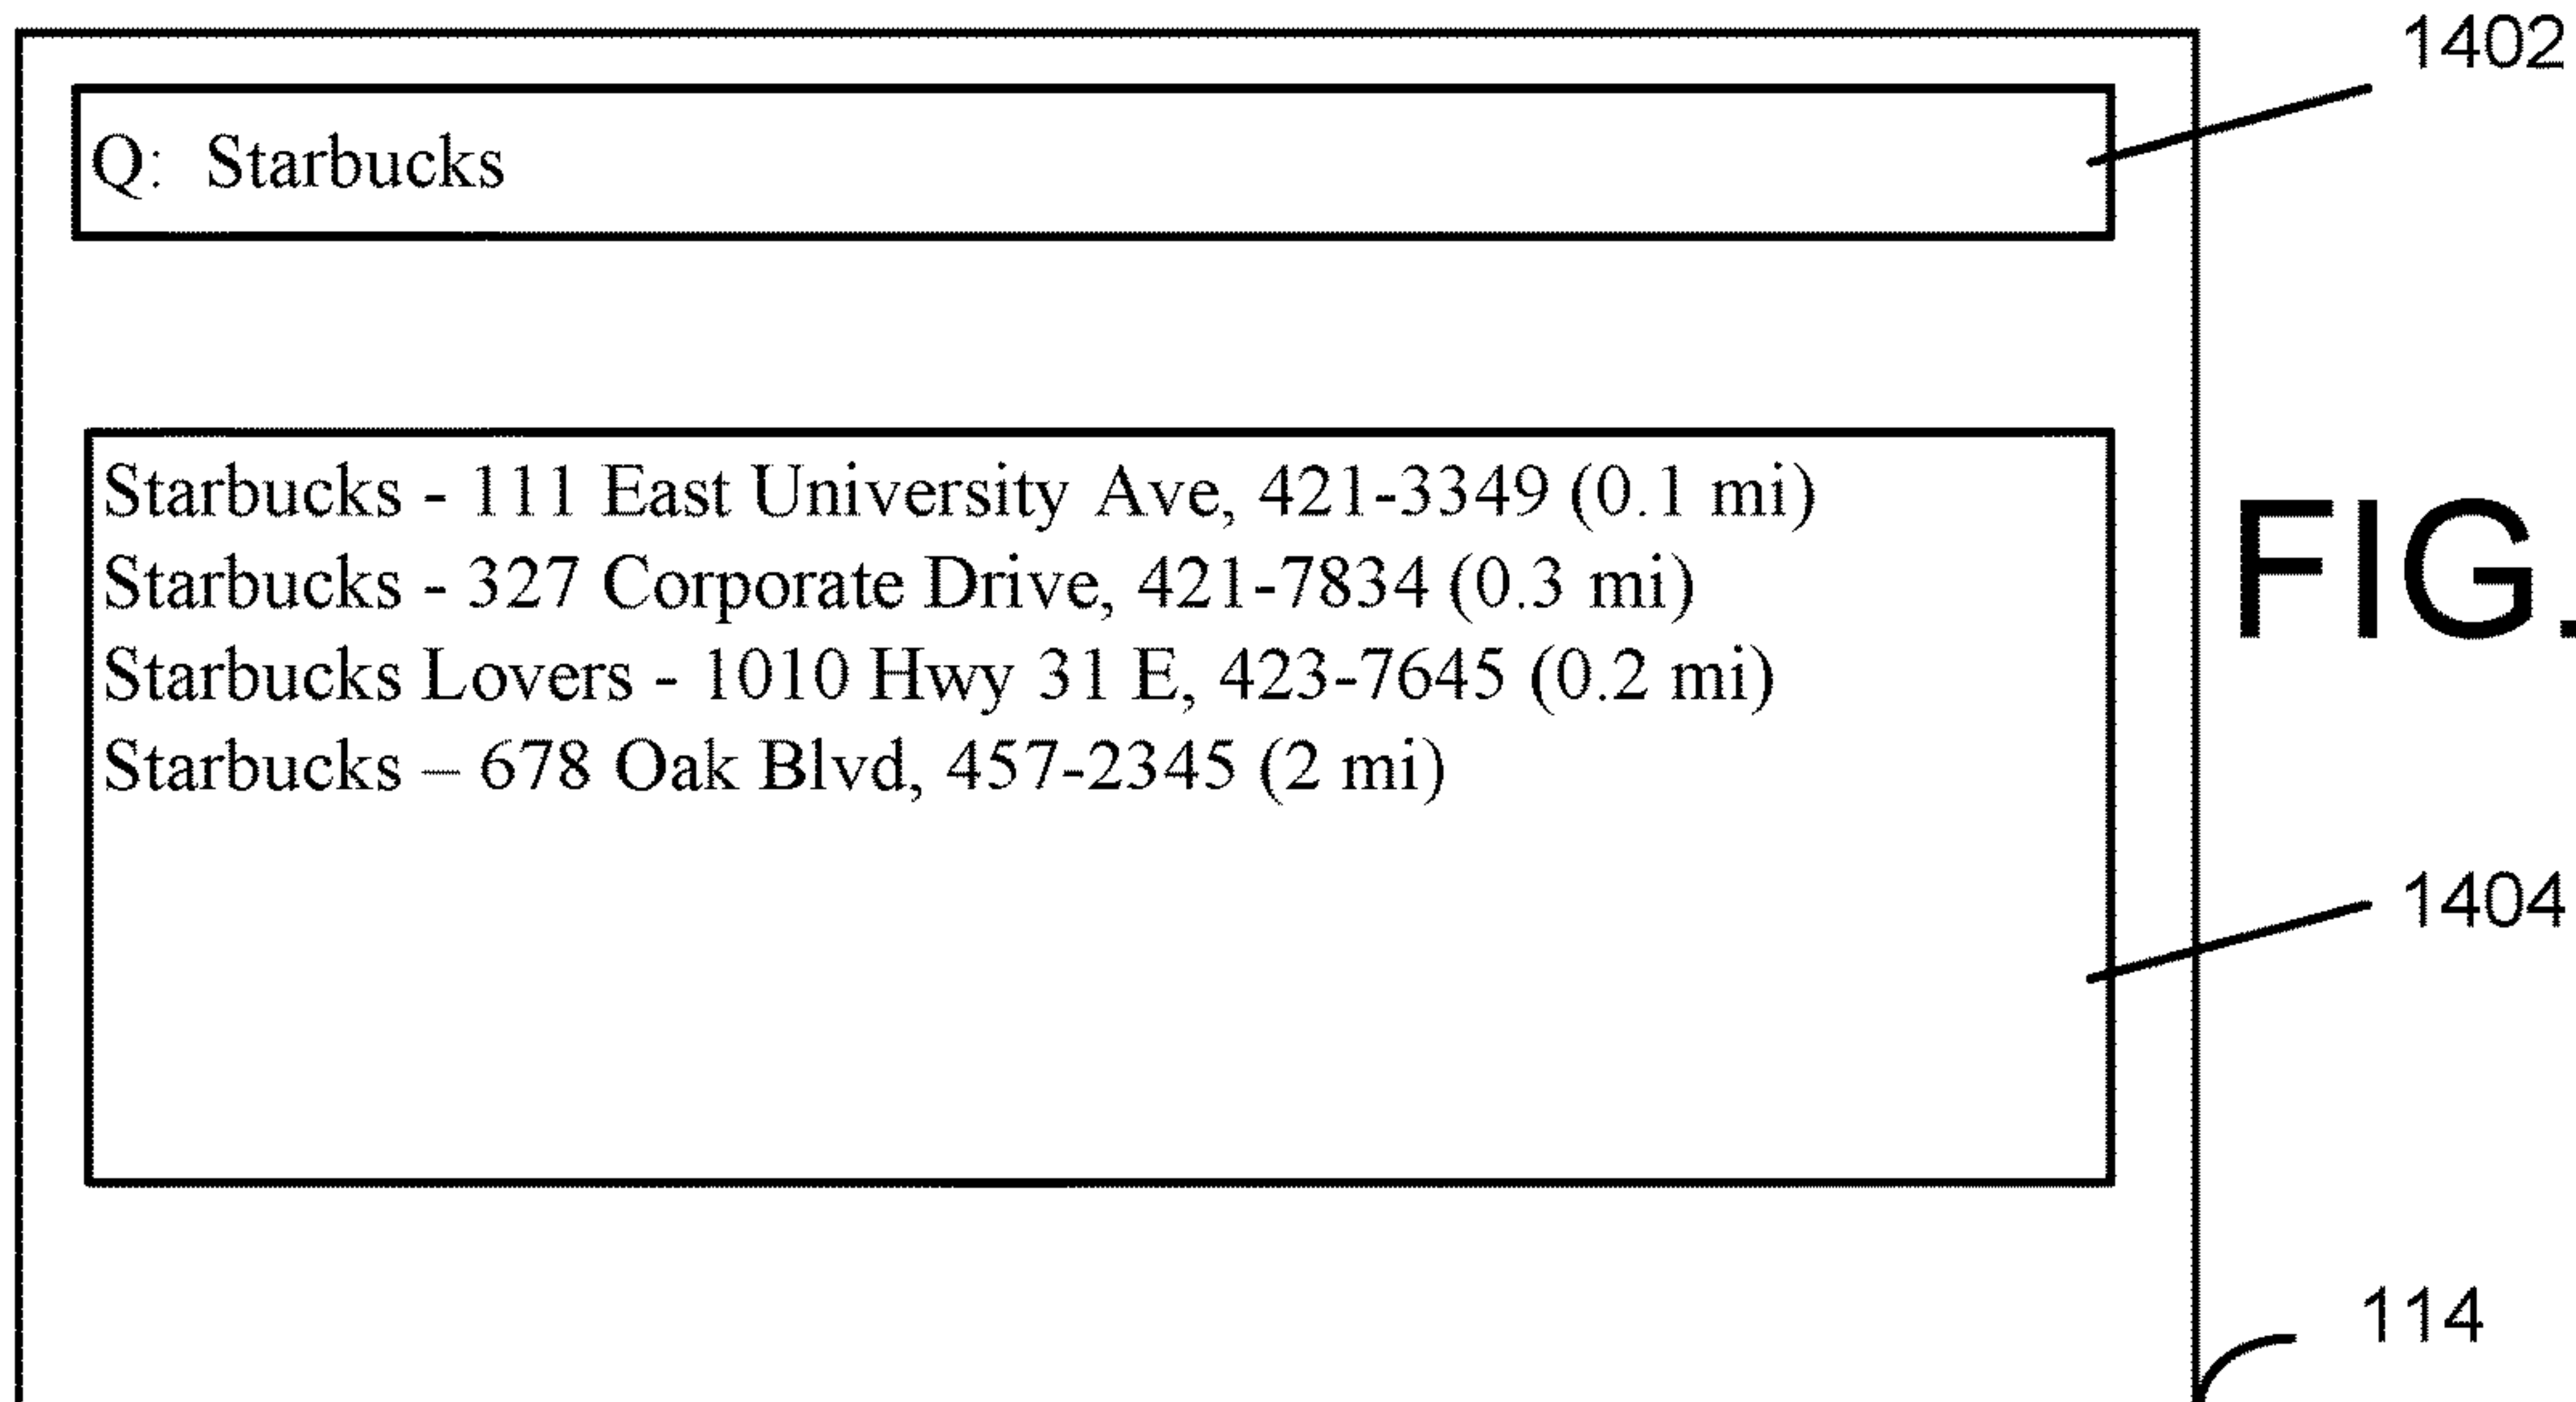 1402
Q: Starbucks
Starbucks - 111 East University Ave, 421-3349 (0.1 mi)
Starbucks - 327 Corporate Drive, 421-7834 (0.3 mi)
FIG.
Starbucks Lovers - 1010 Hwy 31 E, 423-7645 (0.2 mi)
Starbucks – 678 Oak Blvd, 457-2345 (2 mi)
1404
114